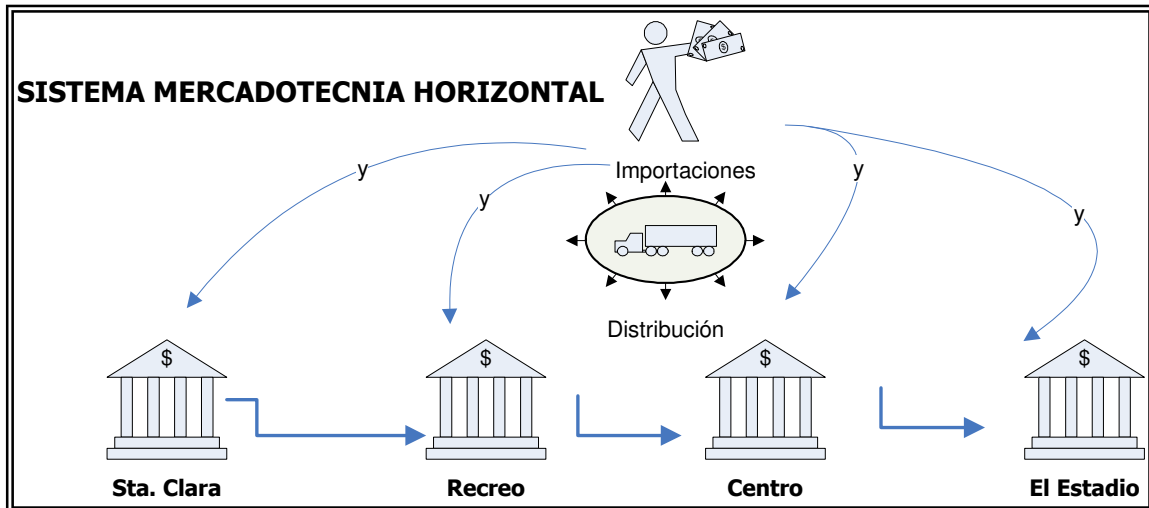 SISTEMA MERCADOTECNIA HORIZONTAL
$
y
y
Importaciones
y
y
Distribución
$
$
$
$
Sta. Clara
Recreo
Centro
El Estadio